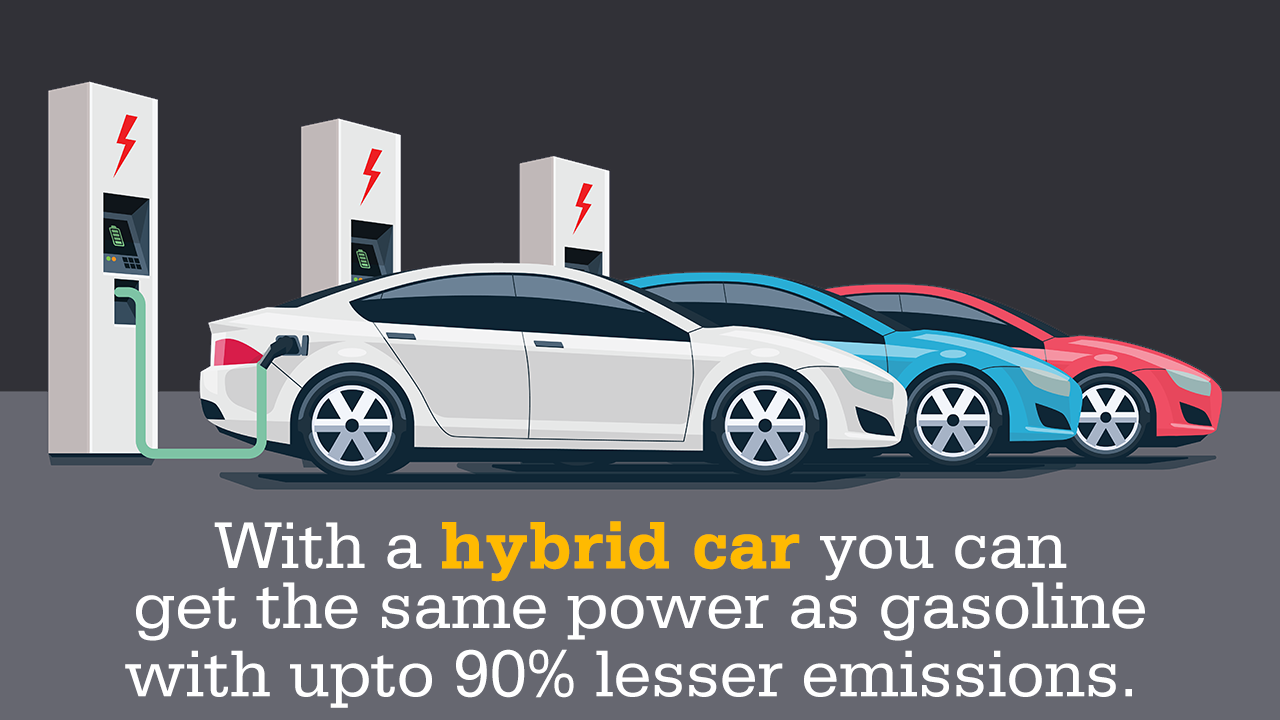 With a hybrid car you can
get the same power as gasoline
with upto 90% lesser emissions.